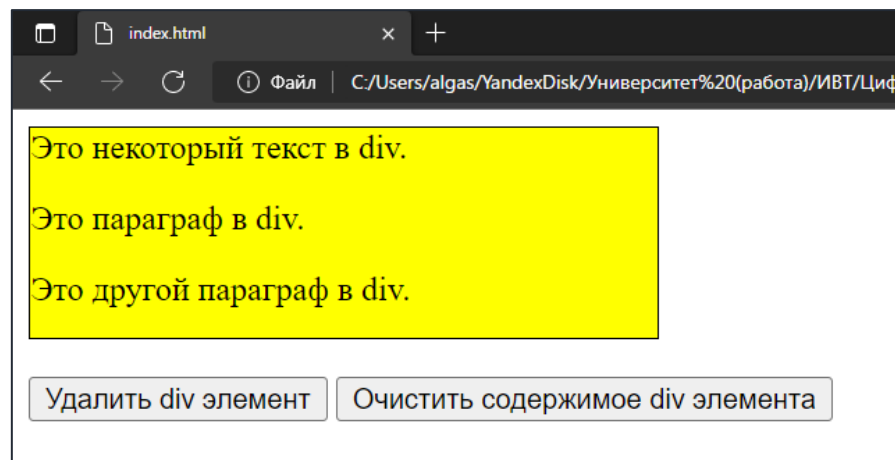 index.html
Файл C:/Users/algas/YandexDisk/Университет%20(работа)/ИВТ/Циф
Это некоторый текст в div.
Это параграф в div.
Это другой параграф в div.
Удалить div элемент Очистить содержимое div элемента